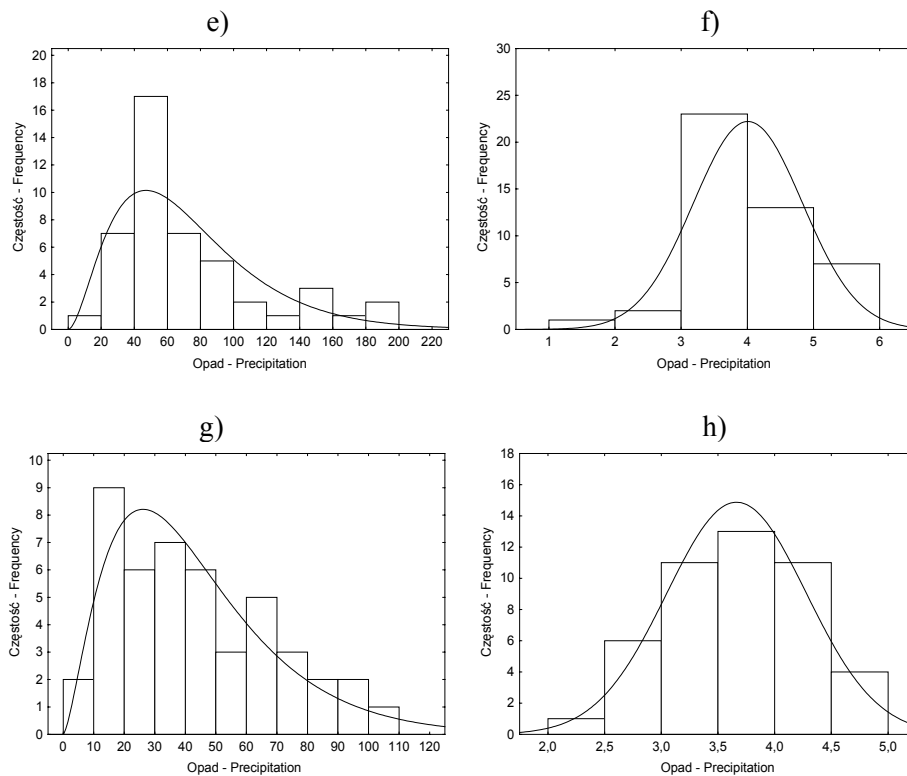 e)
20
18
16
14
12
10
8
6
4
2
0
Częstość - Frequency
0 20 40 60 80 100 120 140 160 180 200 220
Opad - Precipitation
f)
30
25
20
15
10
5
0
Częstość - Frequency
1 2 3 4 5 6
Opad - Precipitation
g)
10
9
8
7
6
5
4
3
2
1
0
Częstość - Frequency
0 10 20 30 40 50 60 70 80 90 100 110 120
Opad - Precipitation
h)
18
16
14
12
10
8
6
4
2
0
Częstość - Frequency
2,0 2,5 3,0 3,5 4,0 4,5 5,0
Opad - Precipitation